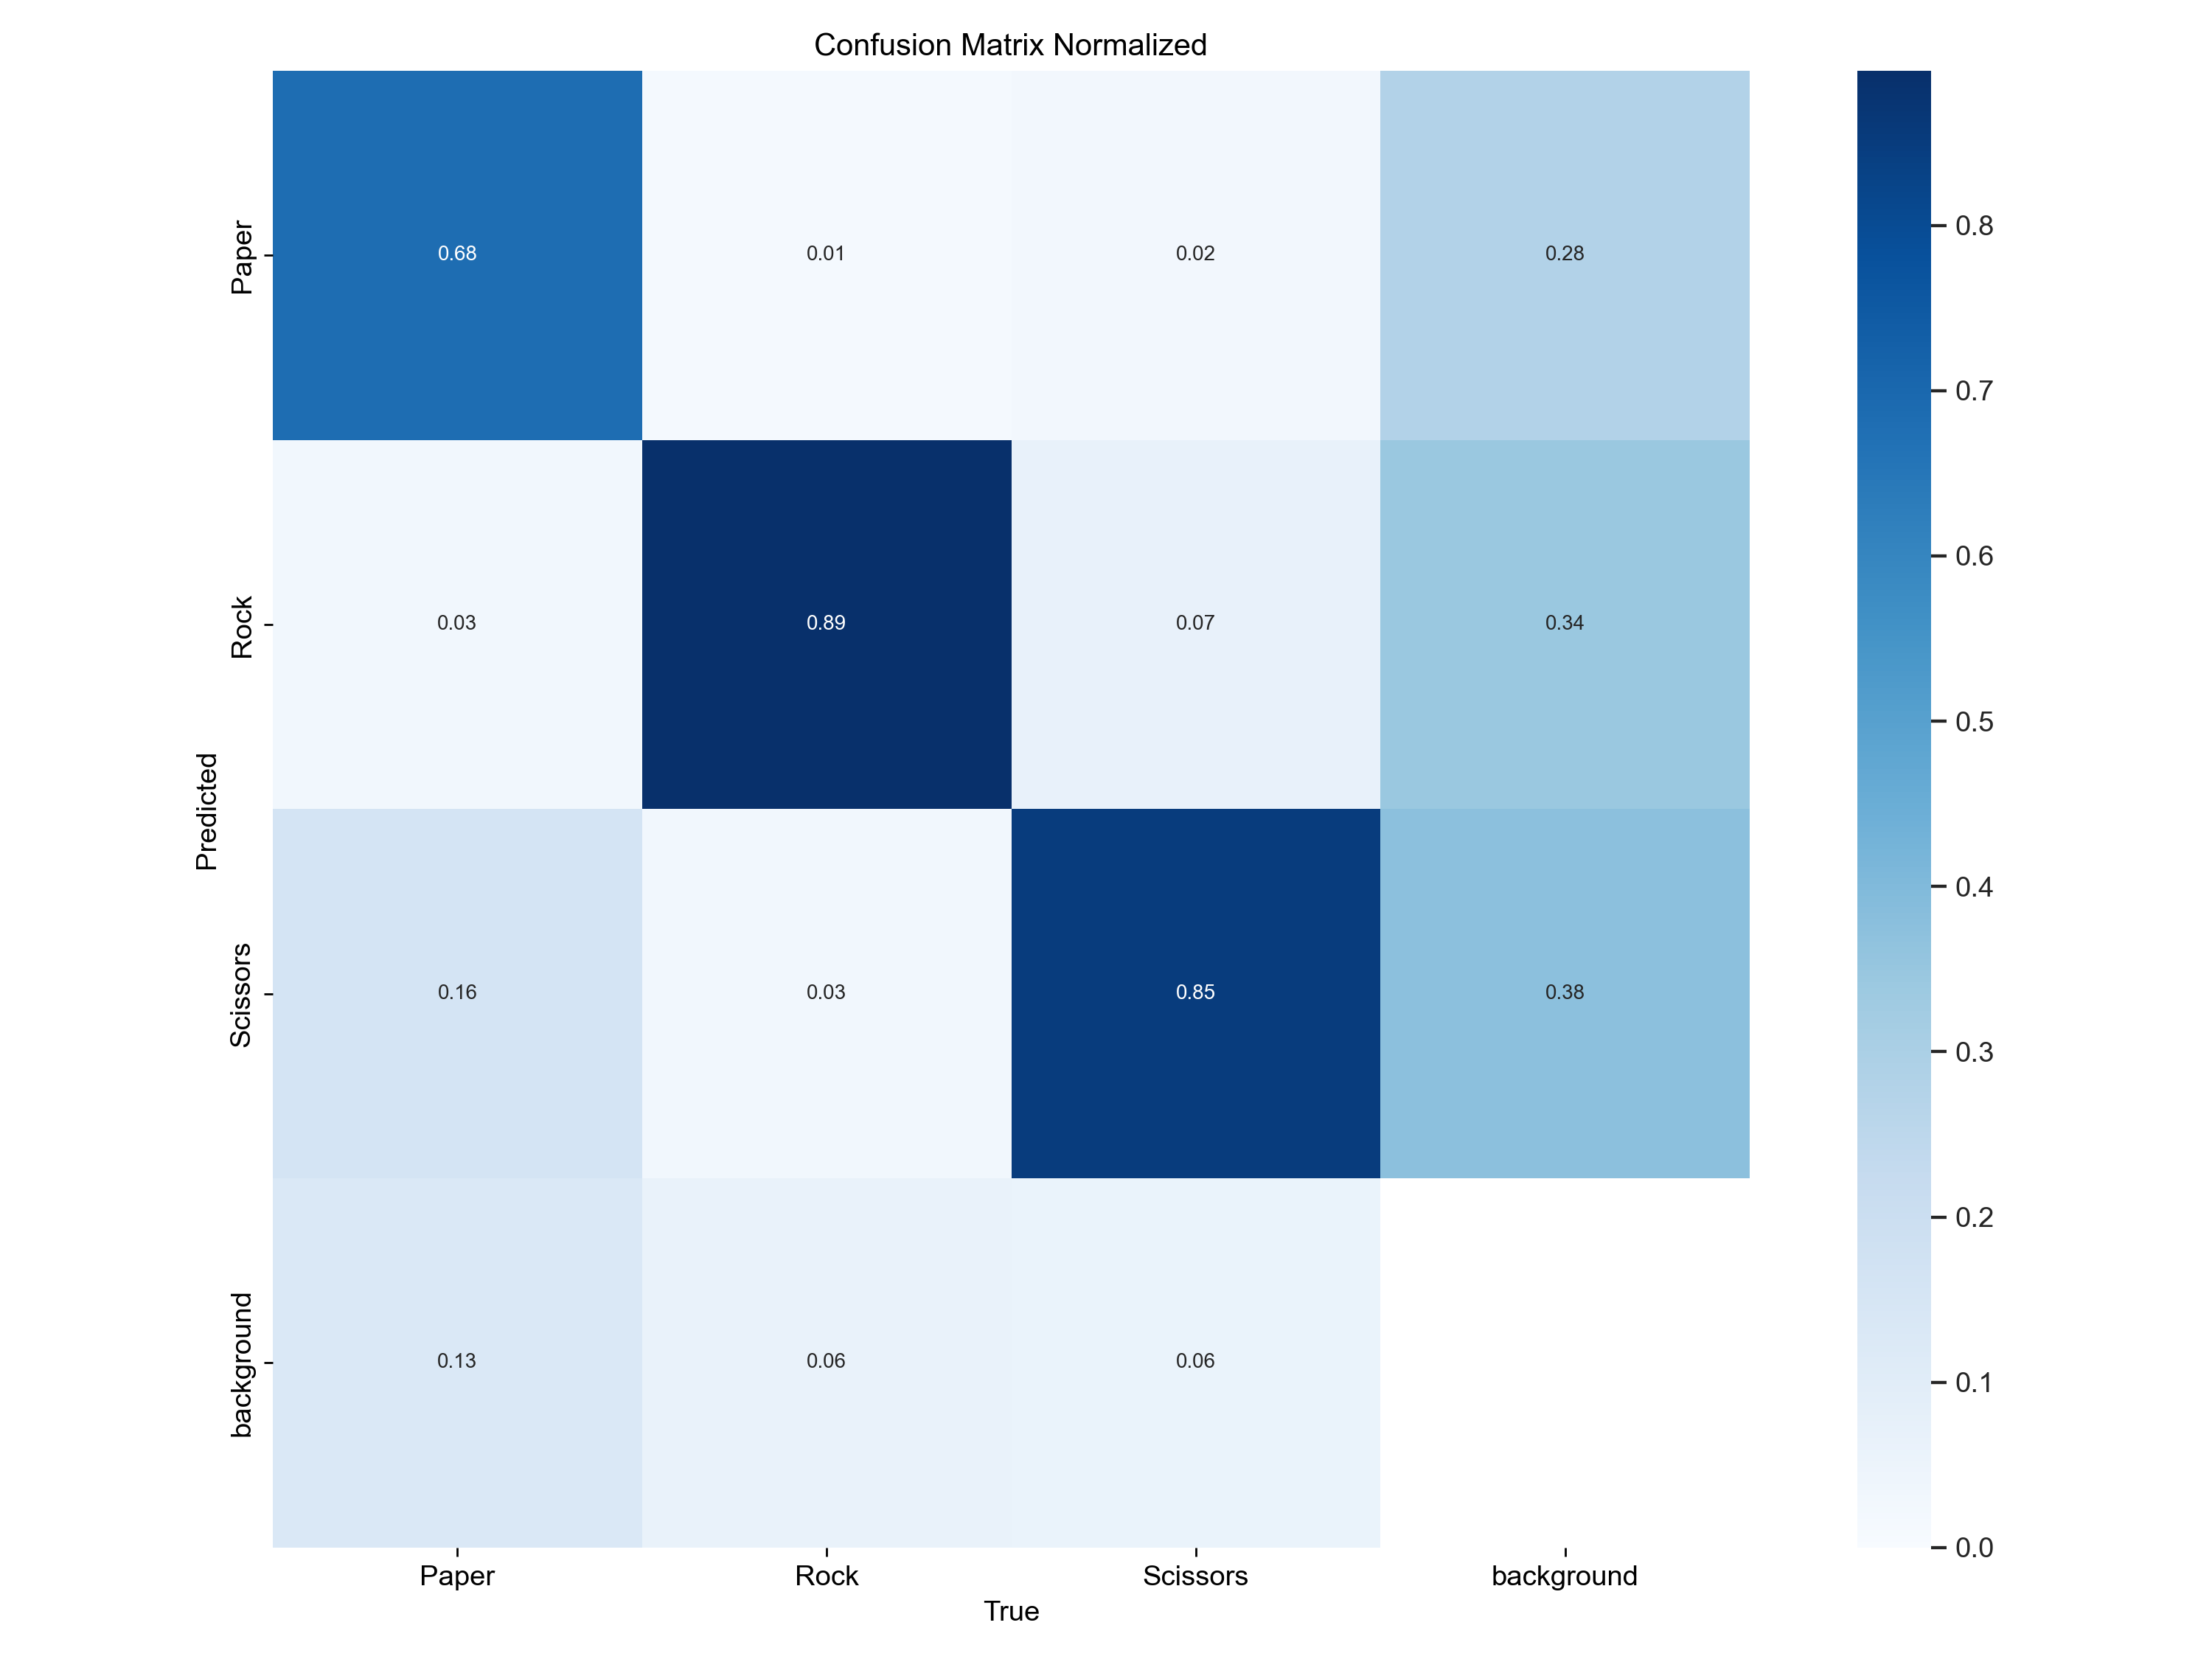 Confusion Matrix Normalized
Paper
0.68
0.01
0.02
0.28
Rock
0.03
0.89
0.07
0.34
Scissors
0.16
0.03
0.85
0.38
background
0.13
0.06
0.06
Predicted
Paper
Rock
Scissors
background
True
0.8
0.7
0.6
0.5
0.4
0.3
0.2
0.1
0.0